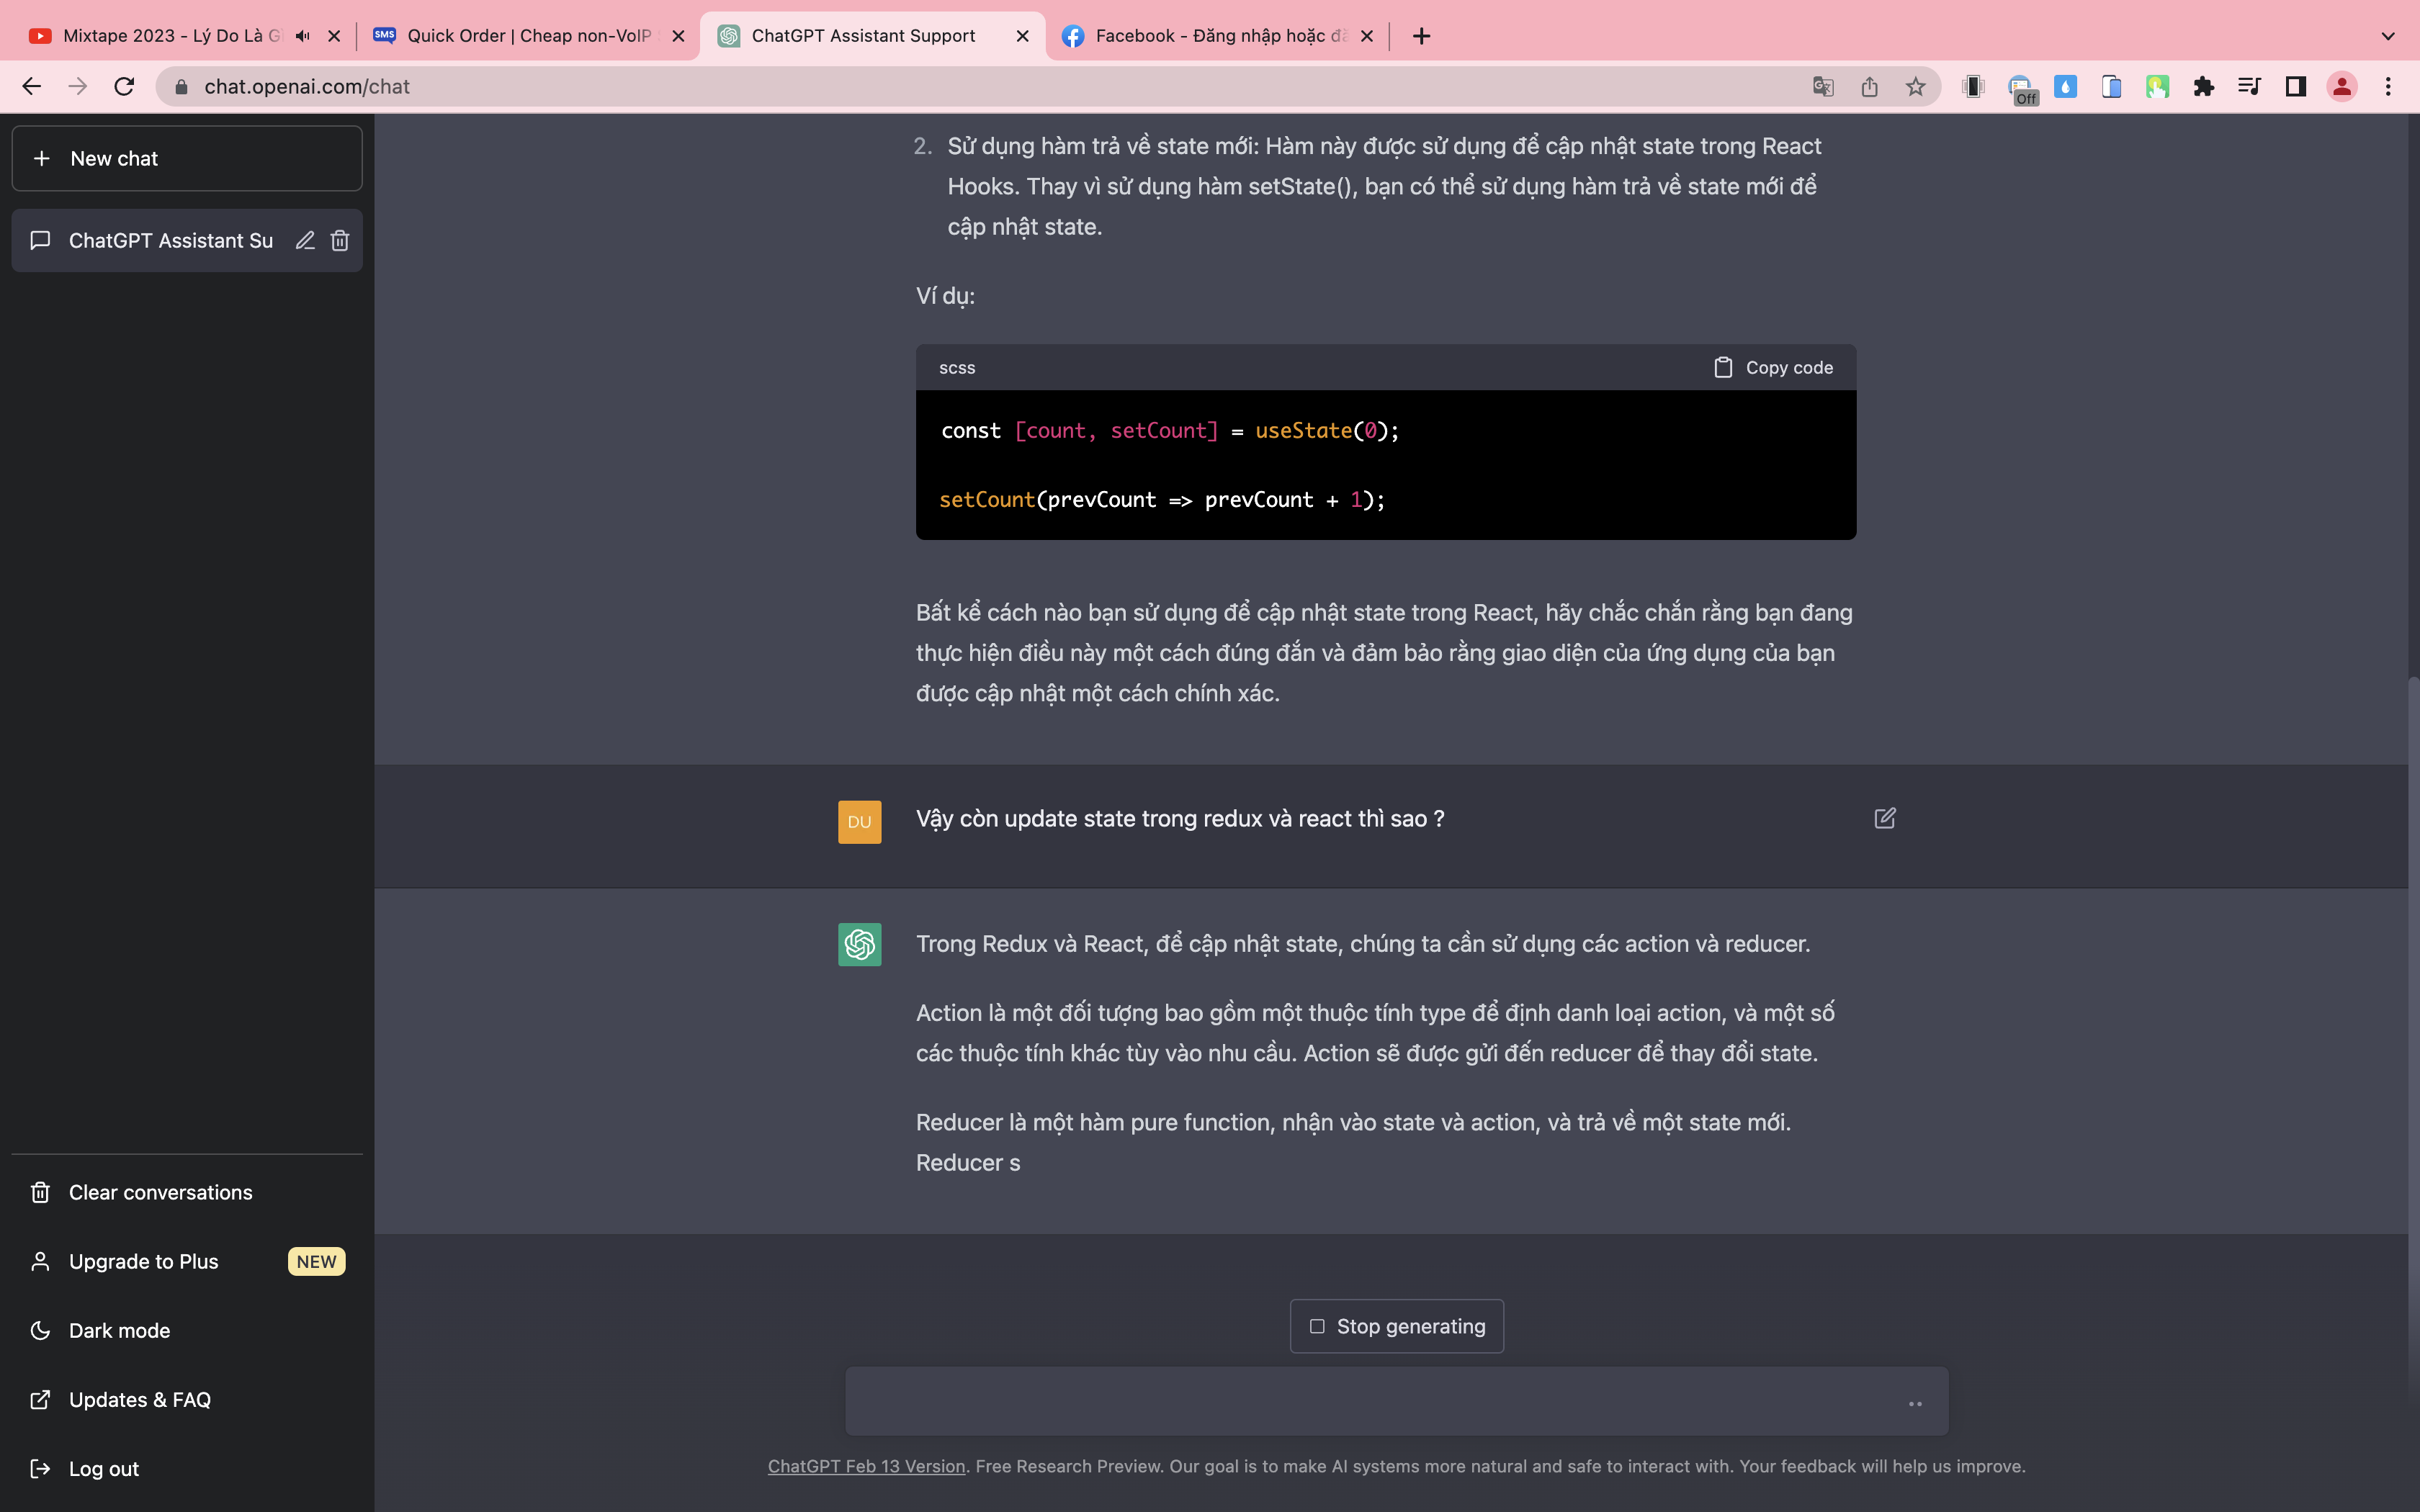 Mixtape 2023 - Lý Do Là G
Quick Order | Cheap non-VoIP
ChatGPT Assistant Support
Facebook - Đăng nhập hoặc đă
chat.openai.com/chat
Off
New chat
ChatGPT Assistant Su
2. Sử dụng hàm trả về state mới: Hàm này được sử dụng để cập nhật state trong React
Hooks. Thay vì sử dụng hàm setState(), bạn có thể sử dụng hàm trả về state mới để
cập nhật state.
Ví dụ:
scss
Copy code
const [count, setCount] = useState(0);
setCount(prevCount => prevCount + 1);
Bất kể cách nào bạn sử dụng để cập nhật state trong React, hãy chắc chắn rằng bạn đang
thực hiện điều này một cách đúng đắn và đảm bảo rằng giao diện của ứng dụng của bạn
được cập nhật một cách chính xác.
DU
Vậy còn update state trong redux và react thì sao ?
Trong Redux và React, để cập nhật state, chúng ta cần sử dụng các action và reducer.
Action là một đối tượng bao gồm một thuộc tính type để định danh loại action, và một số
các thuộc tính khác tùy vào nhu cầu. Action sẽ được gửi đến reducer để thay đổi state.
Reducer là một hàm pure function, nhận vào state và action, và trả về một state mới.
Reducer s
Clear conversations
Upgrade to Plus
NEW
Dark mode
Updates & FAQ
Log out
Stop generating
ChatGPT Feb 13 Version. Free Research Preview. Our goal is to make AI systems more natural and safe to interact with. Your feedback will help us improve.